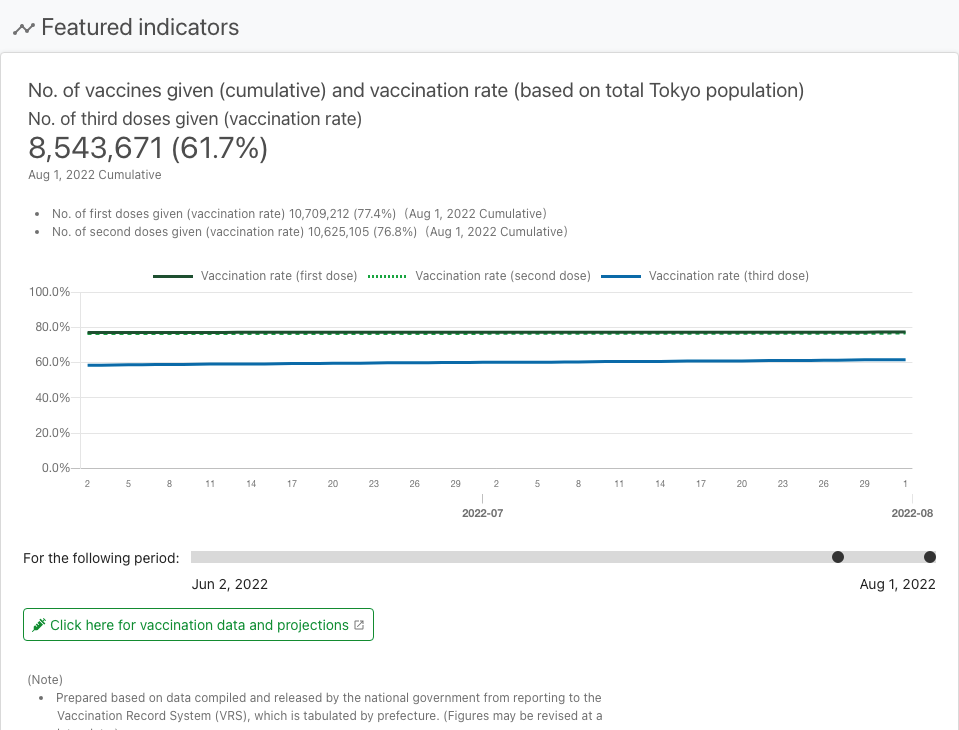 Featured indicators
No. of vaccines given (cumulative) and vaccination rate (based on total Tokyo population)
No. of third doses given (vaccination rate)
8,543,671 (61.7%)
Aug 1, 2022 Cumulative
• No. of first doses given (vaccination rate) 10,709,212 (77.4%) (Aug 1, 2022 Cumulative)
• No. of second doses given (vaccination rate) 10,625,105 (76.8%) (Aug 1, 2022 Cumulative)
Vaccination rate (first dose) Vaccination rate (second dose) Vaccination rate (third dose)
100.0%
80.0%
60.0%
40.0%
20.0%
0.0%
2 5 8 11 14 17 20 23 26 29 2 5 8 11 14 17 20 23 26 29 1
2022-07 2022-08
For the following period:
Jun 2, 2022 Aug 1, 2022
Click here for vaccination data and projections
(Note)
• Prepared based on data compiled and released by the national government from reporting to the
Vaccination Record System (VRS), which is tabulated by prefecture. (Figures may be revised at a